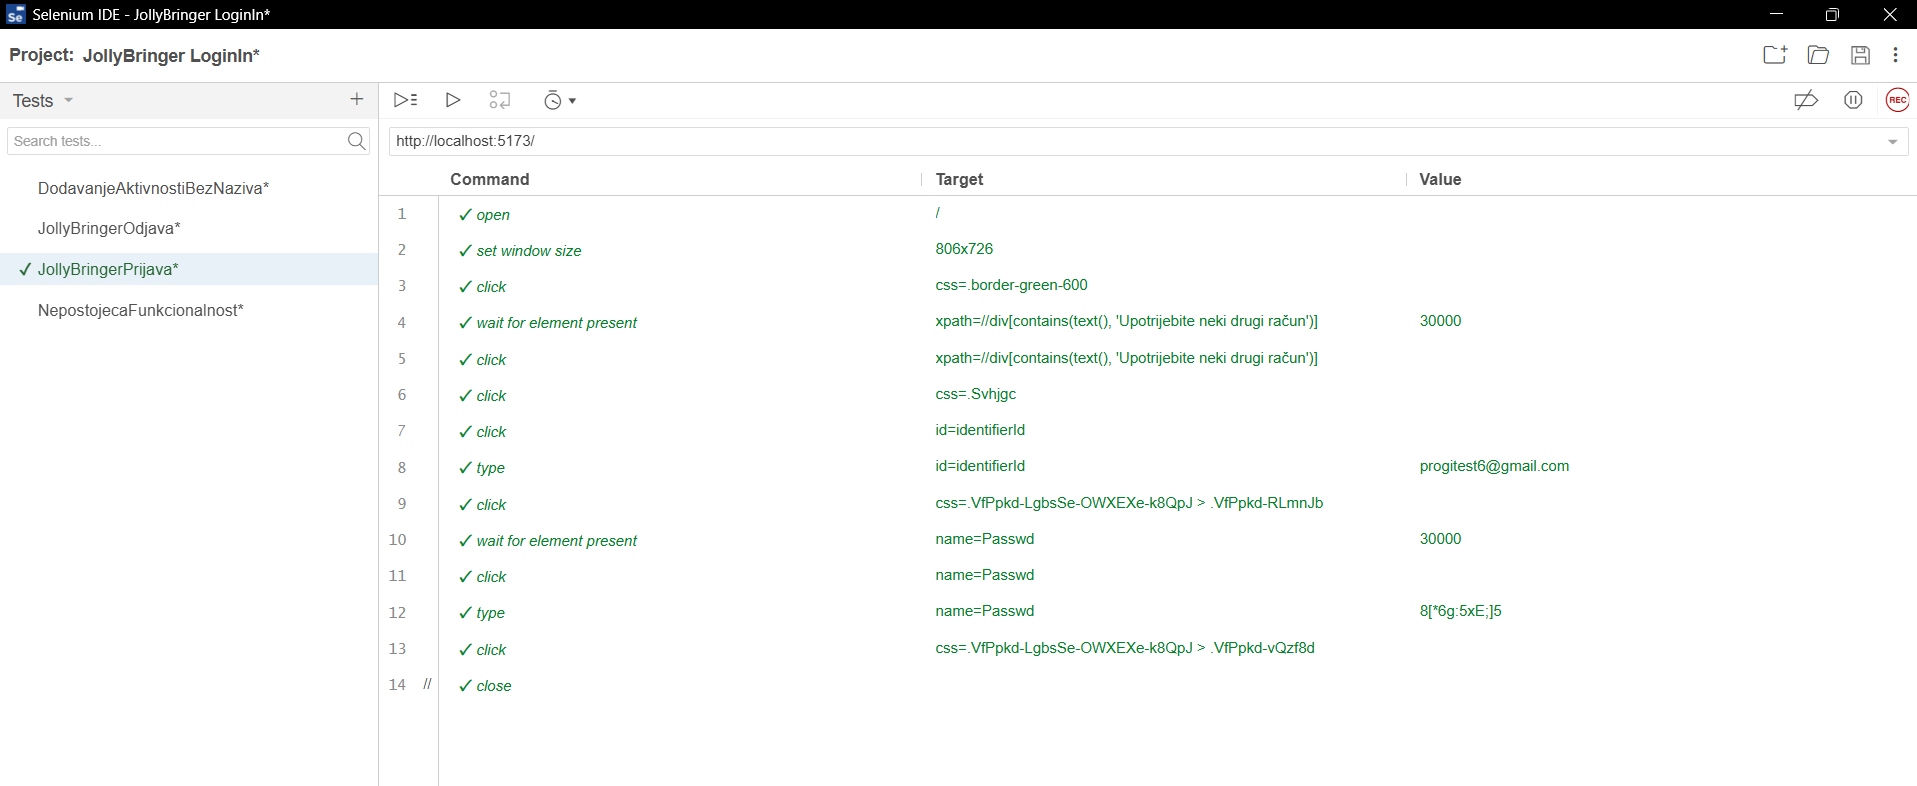 Selenium IDE - JollyBringer LoginIn*
Project: JollyBringer LoginIn*
Tests
REC
Search tests...
http://localhost:5173/
Command Target Value
DodavanjeAktivnostiBezNaziva*
JollyBringerOdjava*
✓ JollyBringerPrijava*
NepostojecaFunkcionalnost*
1 ✓ open /
2 ✓ set window size 806x726
3 ✓ click css=.border-green-600
4 ✓ wait for element present xpath=//div[contains(text(), 'Upotrijebite neki drugi račun')] 30000
5 ✓ click xpath=//div[contains(text(), 'Upotrijebite neki drugi račun')]
6 ✓ click css=.Svhjgc
7 ✓ click id=identifierId
8 ✓ type id=identifierId progitest6@gmail.com
9 ✓ click css=.VfPpkd-LgbsSe-OWXEXe-k8QpJ > .VfPpkd-RLmnJb
10 ✓ wait for element present name=Passwd 30000
11 ✓ click name=Passwd
12 ✓ type name=Passwd 8[*6g:5xE;]5
13 ✓ click css=.VfPpkd-LgbsSe-OWXEXe-k8QpJ > .VfPpkd-vQzf8d
14 // ✓ close